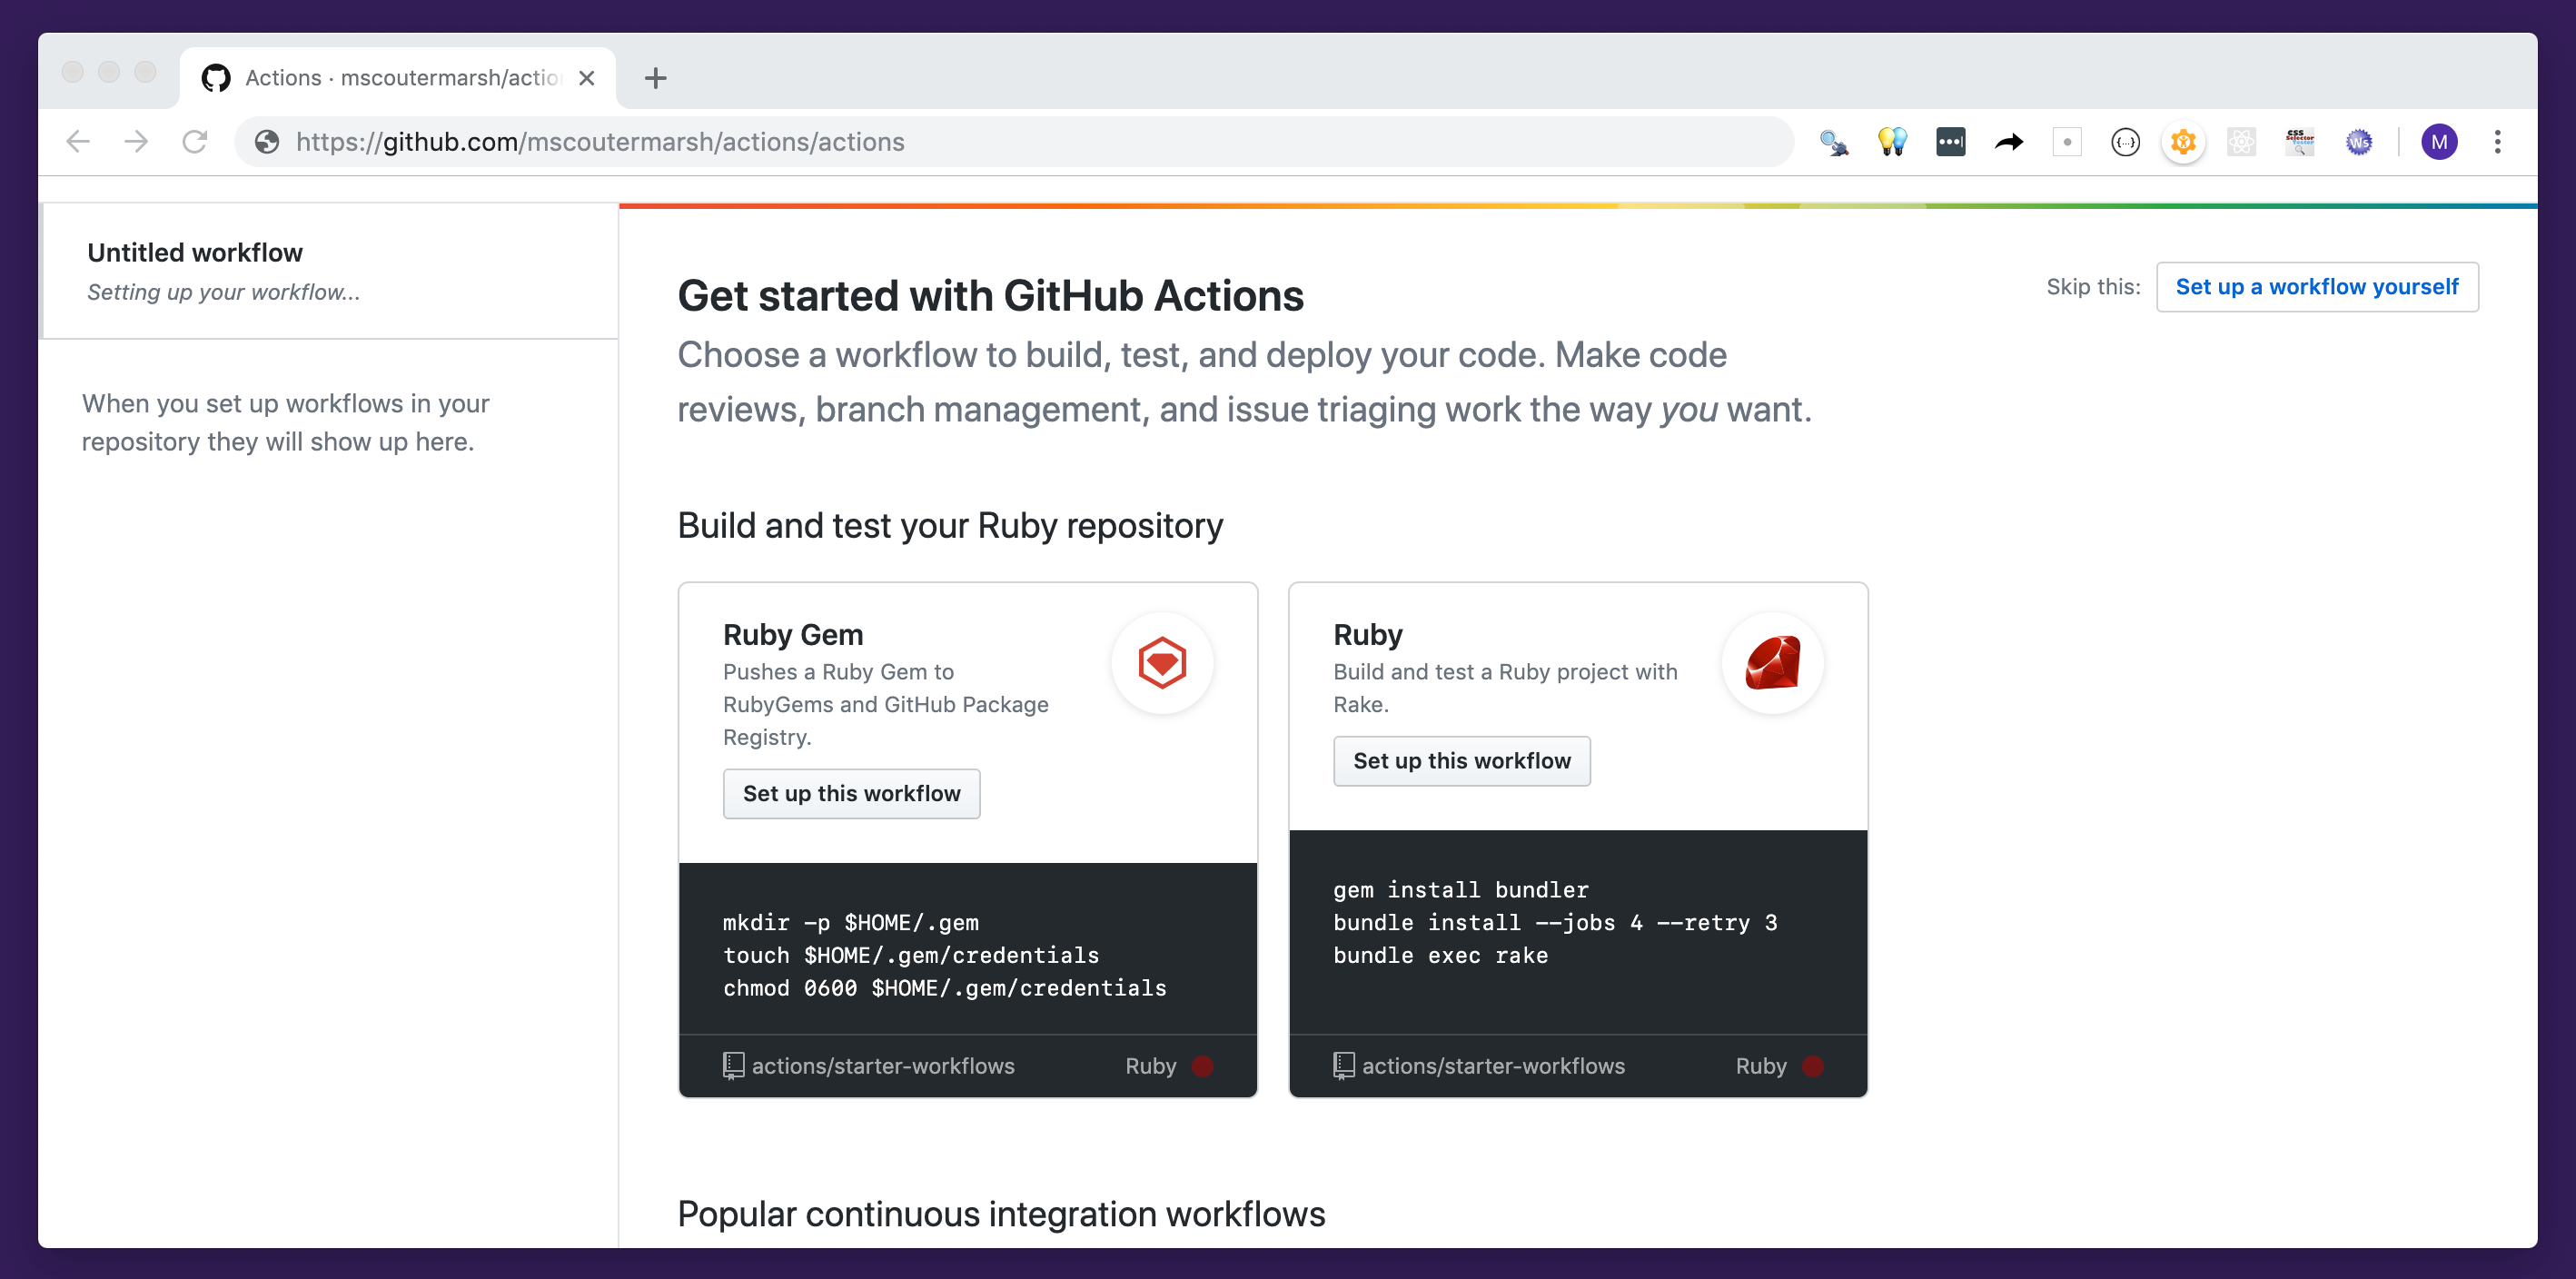 Actions · mscoutermarsh/actio
https://github.com/mscoutermarsh/actions/actions
{...}
CSS
Selector
Tester
Ws
M
Untitled workflow
Setting up your workflow...
When you set up workflows in your
repository they will show up here.
Get started with GitHub Actions
Skip this: Set up a workflow yourself
Choose a workflow to build, test, and deploy your code. Make code
reviews, branch management, and issue triaging work the way you want.
Build and test your Ruby repository
Ruby Gem
Pushes a Ruby Gem to
RubyGems and GitHub Package
Registry.
Set up this workflow
mkdir -p $HOME/.gem
touch $HOME/.gem/credentials
chmod 0600 $HOME/.gem/credentials
actions/starter-workflows Ruby
Ruby
Build and test a Ruby project with
Rake.
Set up this workflow
gem install bundler
bundle install --jobs 4 --retry 3
bundle exec rake
actions/starter-workflows Ruby
Popular continuous integration workflows